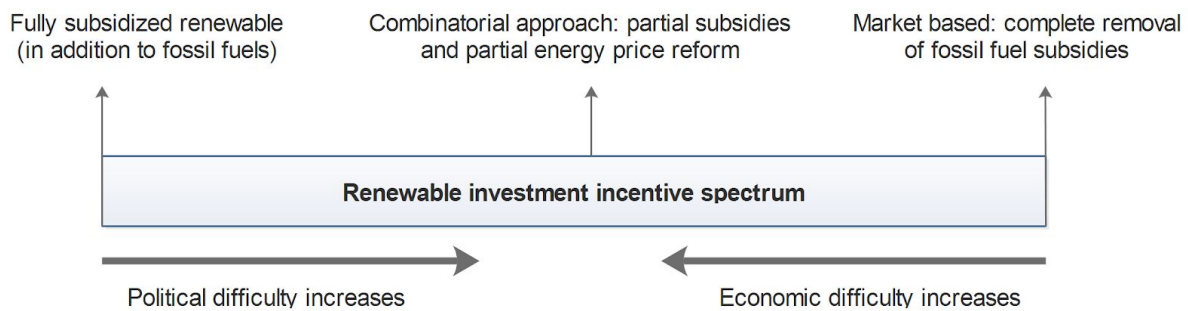 Fully subsidized renewable
(in addition to fossil fuels)
Combinatorial approach: partial subsidies
and partial energy price reform
Market based: complete removal
of fossil fuel subsidies
Renewable investment incentive spectrum
Political difficulty increases
Economic difficulty increases